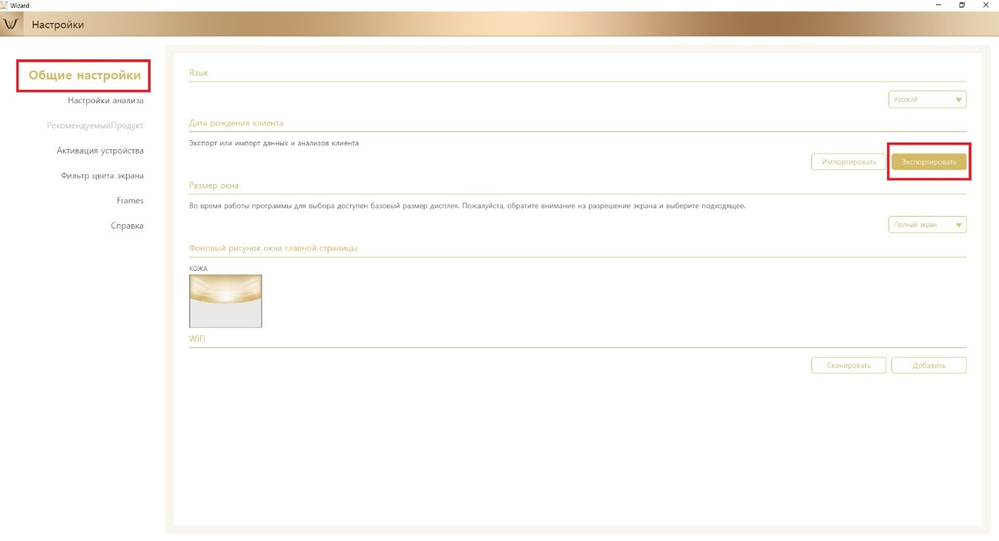 Wizard
Настройки
Общие настройки
Настройки анализа
РекомендуемыйПродукт
Активация устройства
Фильтр цвета экрана
Frames
Справка
Язык
Русский
Дата рождения клиента
Экспорт или импорт данных и анализов клиента
Импортировать
Экспортировать
Размер окна
Во время работы программы для выбора доступен базовый размер дисплея. Пожалуйста, обратите внимание на разрешение экрана и выберите подходящее.
Полный экран
Фоновый рисунок окна главной страницы
КОЖА
WiFi
Сканировать
Добавить